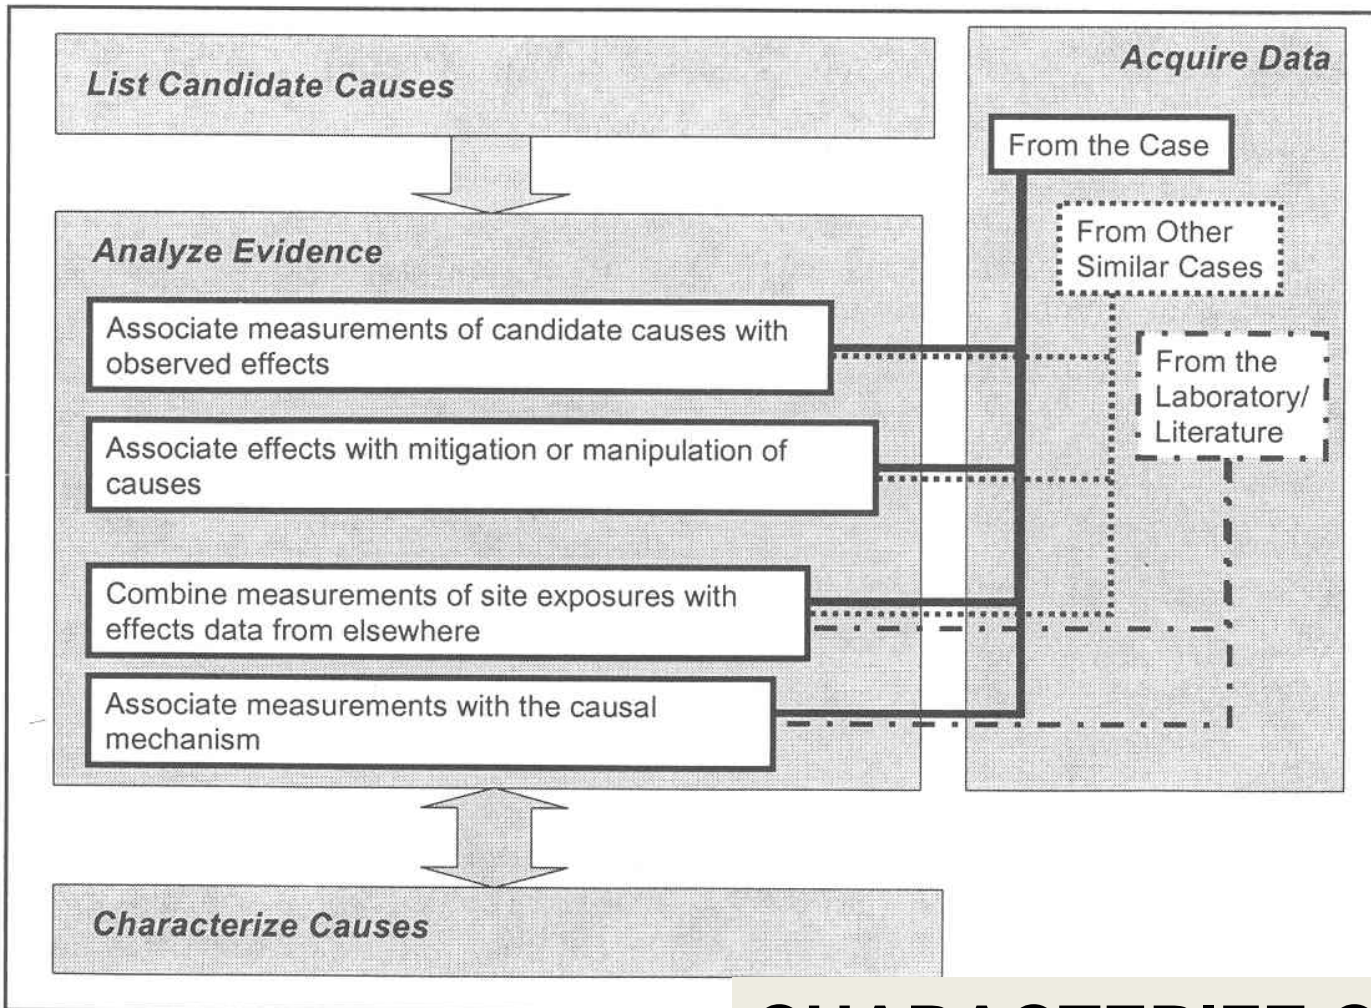 List Candidate Causes
Acquire Data
From the Case
From Other
Similar Cases
From the
Laboratory/
Literature
Analyze Evidence
Associate measurements of candidate causes with
observed effects
Associate effects with mitigation or manipulation of
causes
Combine measurements of site exposures with
effects data from elsewhere
Associate measurements with the causal
mechanism
Characterize Causes